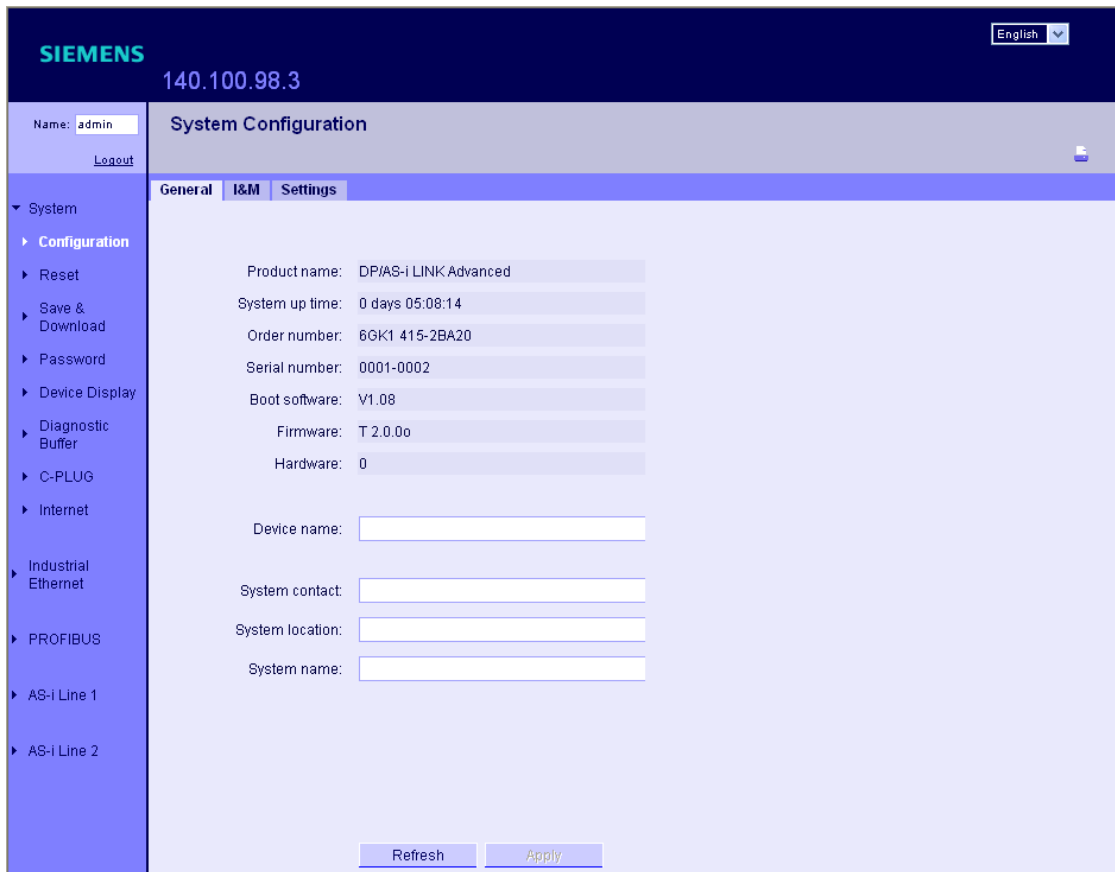 English
SIEMENS
140.100.98.3
Name: admin
Logout
System Configuration
General I&M Settings
System
Configuration
Reset
Save &
Download
Password
Device Display
Diagnostic
Buffer
C-PLUG
Internet
Industrial
Ethernet
PROFIBUS
AS-i Line 1
AS-i Line 2
Product name: DP/AS-i LINK Advanced
System up time: 0 days 05:08:14
Order number: 6GK1 415-2BA20
Serial number: 0001-0002
Boot software: V1.08
Firmware: T 2.0.0o
Hardware: 0
Device name:
System contact:
System location:
System name:
Refresh Apply